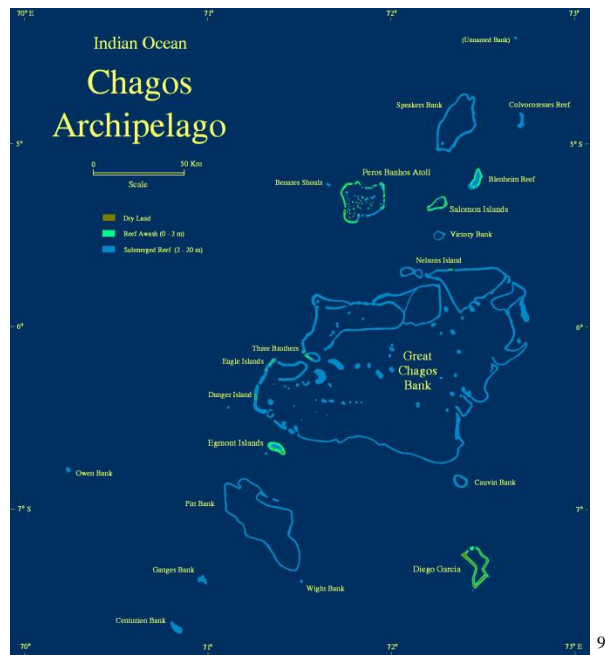 70° E
71°
72°
73°
(Unnamed Bank)
Indian Ocean
Chagos
Archipelago
Speakers Bank
Colvocoresses Reef
5°
5° S
0
50 Km
Scale
Peros Banhos Atoll
Benares Shoals
Blenheim Reef
Salomon Islands
Dry Land
Reef Awash (0 - 2 m)
Submerged Reef (2 - 20 m)
Victory Bank
Nelsons Island
6°
6°
Three Brothers
Eagle Islands
Great
Chagos
Bank
Danger Island
Egmont Islands
Owen Bank
Cauvin Bank
Pitt Bank
7° S
7°
Ganges Bank
Diego Garcia
Wight Bank
Centurion Bank
9
70°
71°
72°
73° E